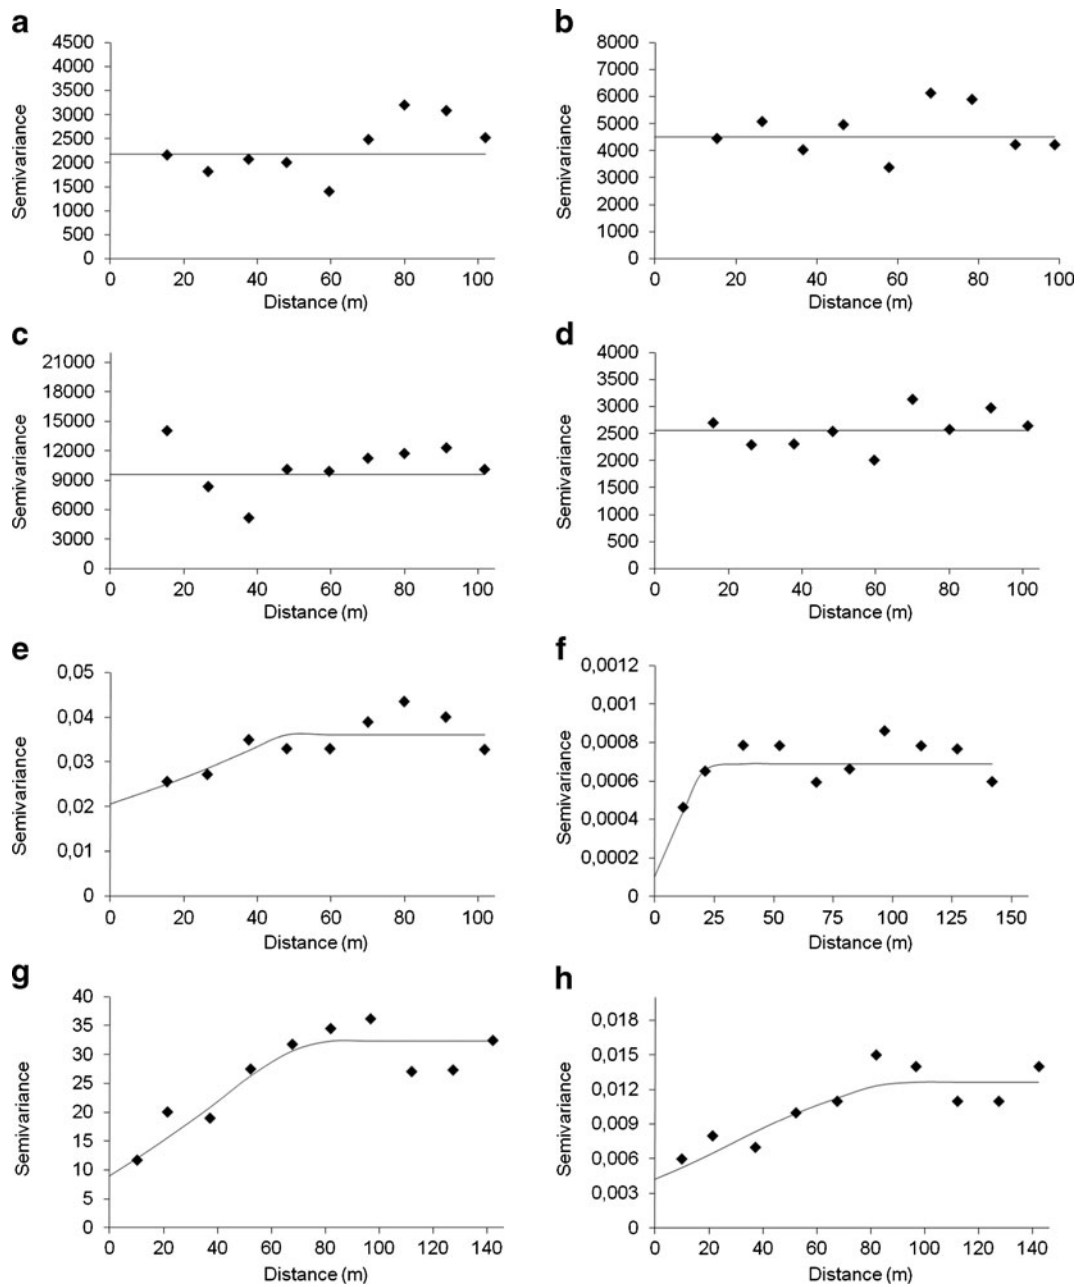 a
4500
4000
3500
3000
2500
2000
1500
1000
500
0
Semivariance
0 20 40 60 80 100
Distance (m)
b
8000
7000
6000
5000
4000
3000
2000
1000
0
Semivariance
0 20 40 60 80 100
Distance (m)
c
21000
18000
15000
12000
9000
6000
3000
0
Semivariance
0 20 40 60 80 100
Distance (m)
d
4000
3500
3000
2500
2000
1500
1000
500
0
Semivariance
0 20 40 60 80 100
Distance (m)
e
0,05
0,04
0,03
0,02
0,01
0
Semivariance
0 20 40 60 80 100
Distance (m)
f
0,0012
0,001
0,0008
0,0006
0,0004
0,0002
0
Semivariance
0 25 50 75 100 125 150
Distance (m)
g
40
35
30
25
20
15
10
5
0
Semivariance
0 20 40 60 80 100 120 140
Distance (m)
h
0,018
0,015
0,012
0,009
0,006
0,003
0
Semivariance
0 20 40 60 80 100 120 140
Distance (m)